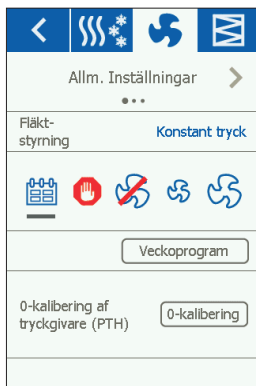 Allm. Inställningar
Fläkt-
styrning
Konstant tryck
Veckoprogram
0-kalibering af
tryckgivare (PTH)
0-kalibering